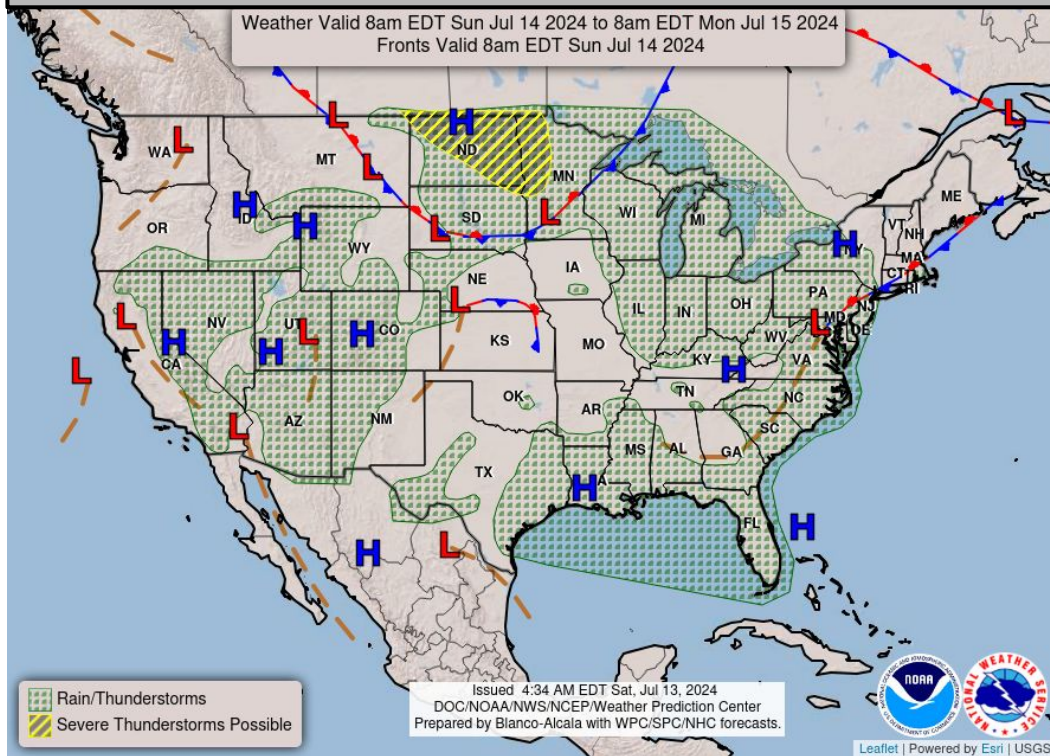 Weather Valid 8am EDT Sun Jul 14 2024 to 8am EDT Mon Jul 15 2024
Fronts Valid 8am EDT Sun Jul 14 2024
WA L
L
H
ND
MT
L
MN
L
ME
OR
H
ID
H
SD
L
L
WI
MI
VT
NH
H
NY
MA
CT
RI
WY
NE
IA
L
PA
NJ
L
MD
DE
L
NV
H
UT
L
H
H
CO
IL
IN
OH
WV
VA
CA
KS
MO
KY
H
L
L
AZ
NM
OK
AR
TN
NC
SC
TX
MS
AL
GA
H
FL
H
H
L
Rain/Thunderstorms
Severe Thunderstorms Possible
Issued 4:34 AM EDT Sat, Jul 13, 2024
DOC/NOAA/NWS/NCEP/Weather Prediction Center
Prepared by Blanco-Alcala with WPC/SPC/NHC forecasts.
NOAA
NATIONAL WEATHER SERVICE
Leaflet | Powered by Esri | USGS